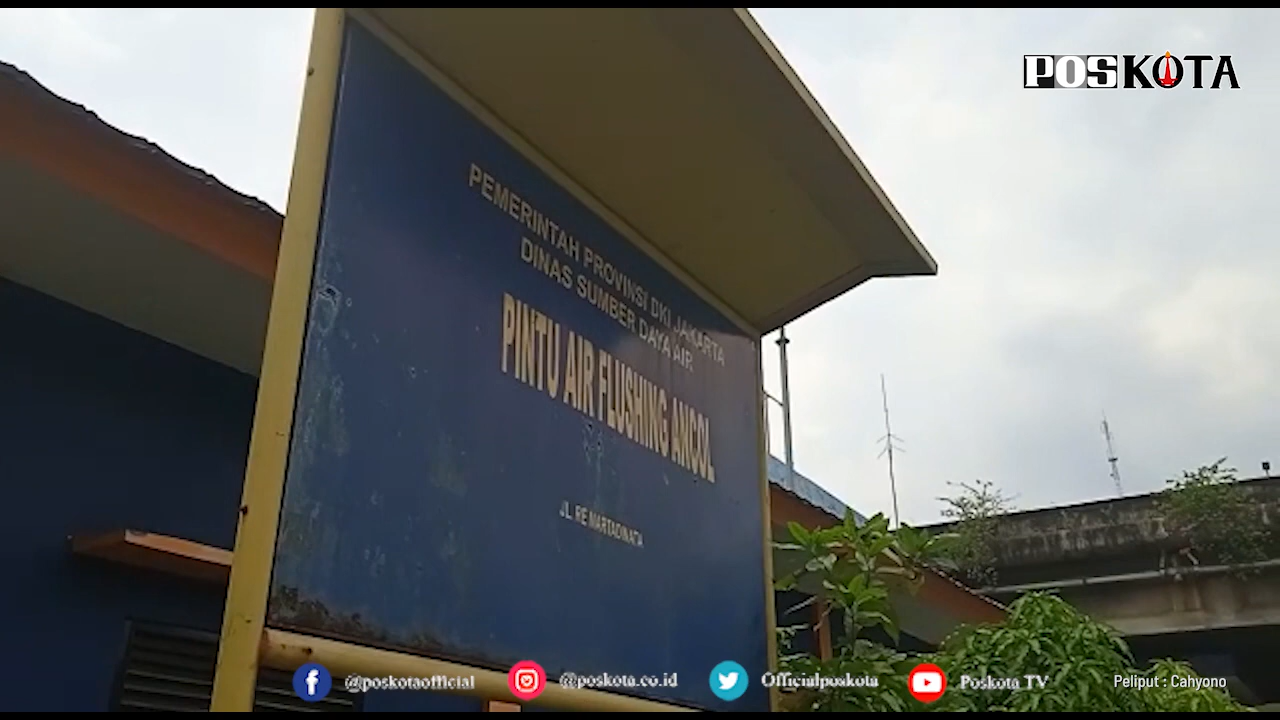 POSKOTA
PEMERINTAH PROVINSI DKI JAKARTA
DINAS SUMBER DAYA AIR
PINTU AIR FLUSHING ANCOL
JL. RE MARTADINATA
@poskotaofficial
@poskota.co.id
Officialposkota
Poskota TV
Peliput : Cahyono